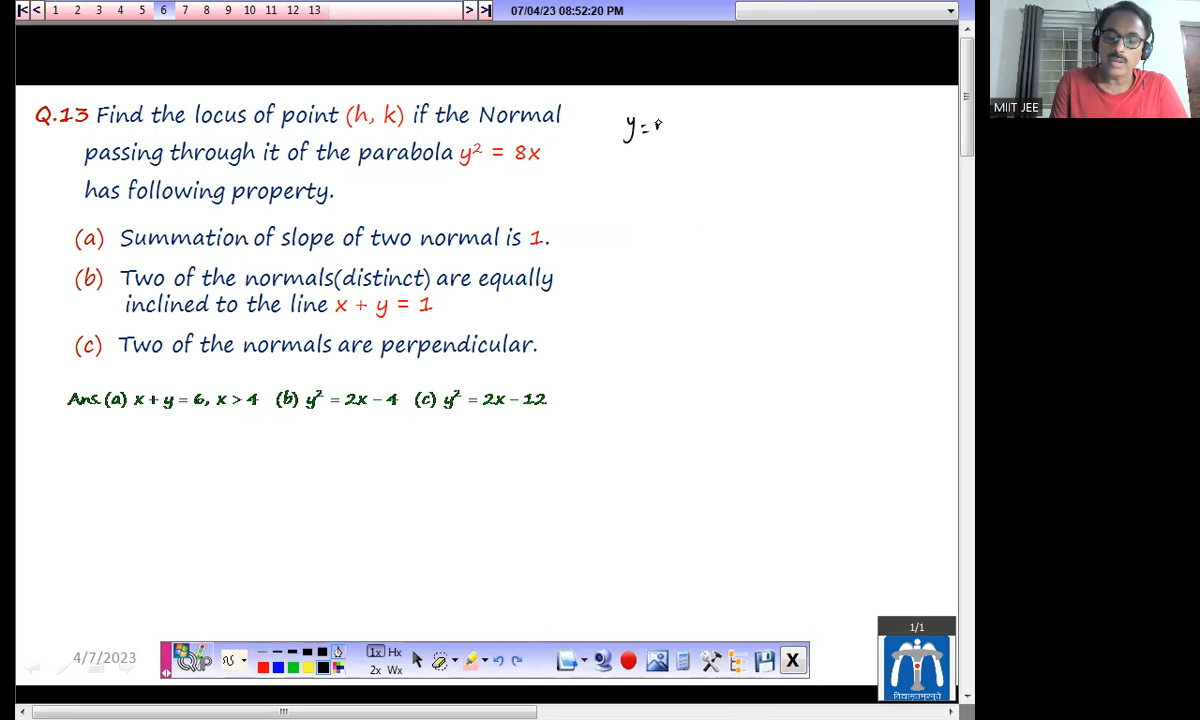 1 2 3 4 5 6 7 8 9 10 11 12 13
07/04/23 08:52:20 PM
MIIT JEE
Q.13 Find the locus of point (h, k) if the Normal
passing through it of the parabola y² = 8x
has following property.
(a) Summation of slope of two normal is 1.
(b) Two of the normals(distinct) are equally
inclined to the line x + y = 1
(c) Two of the normals are perpendicular.
Ans. (a) x + y = 6, x > 4 (b) y² = 2x – 4 (c) y² = 2x – 12
y =
4/7/2023
1x Hx
2x Wx
X
1/1